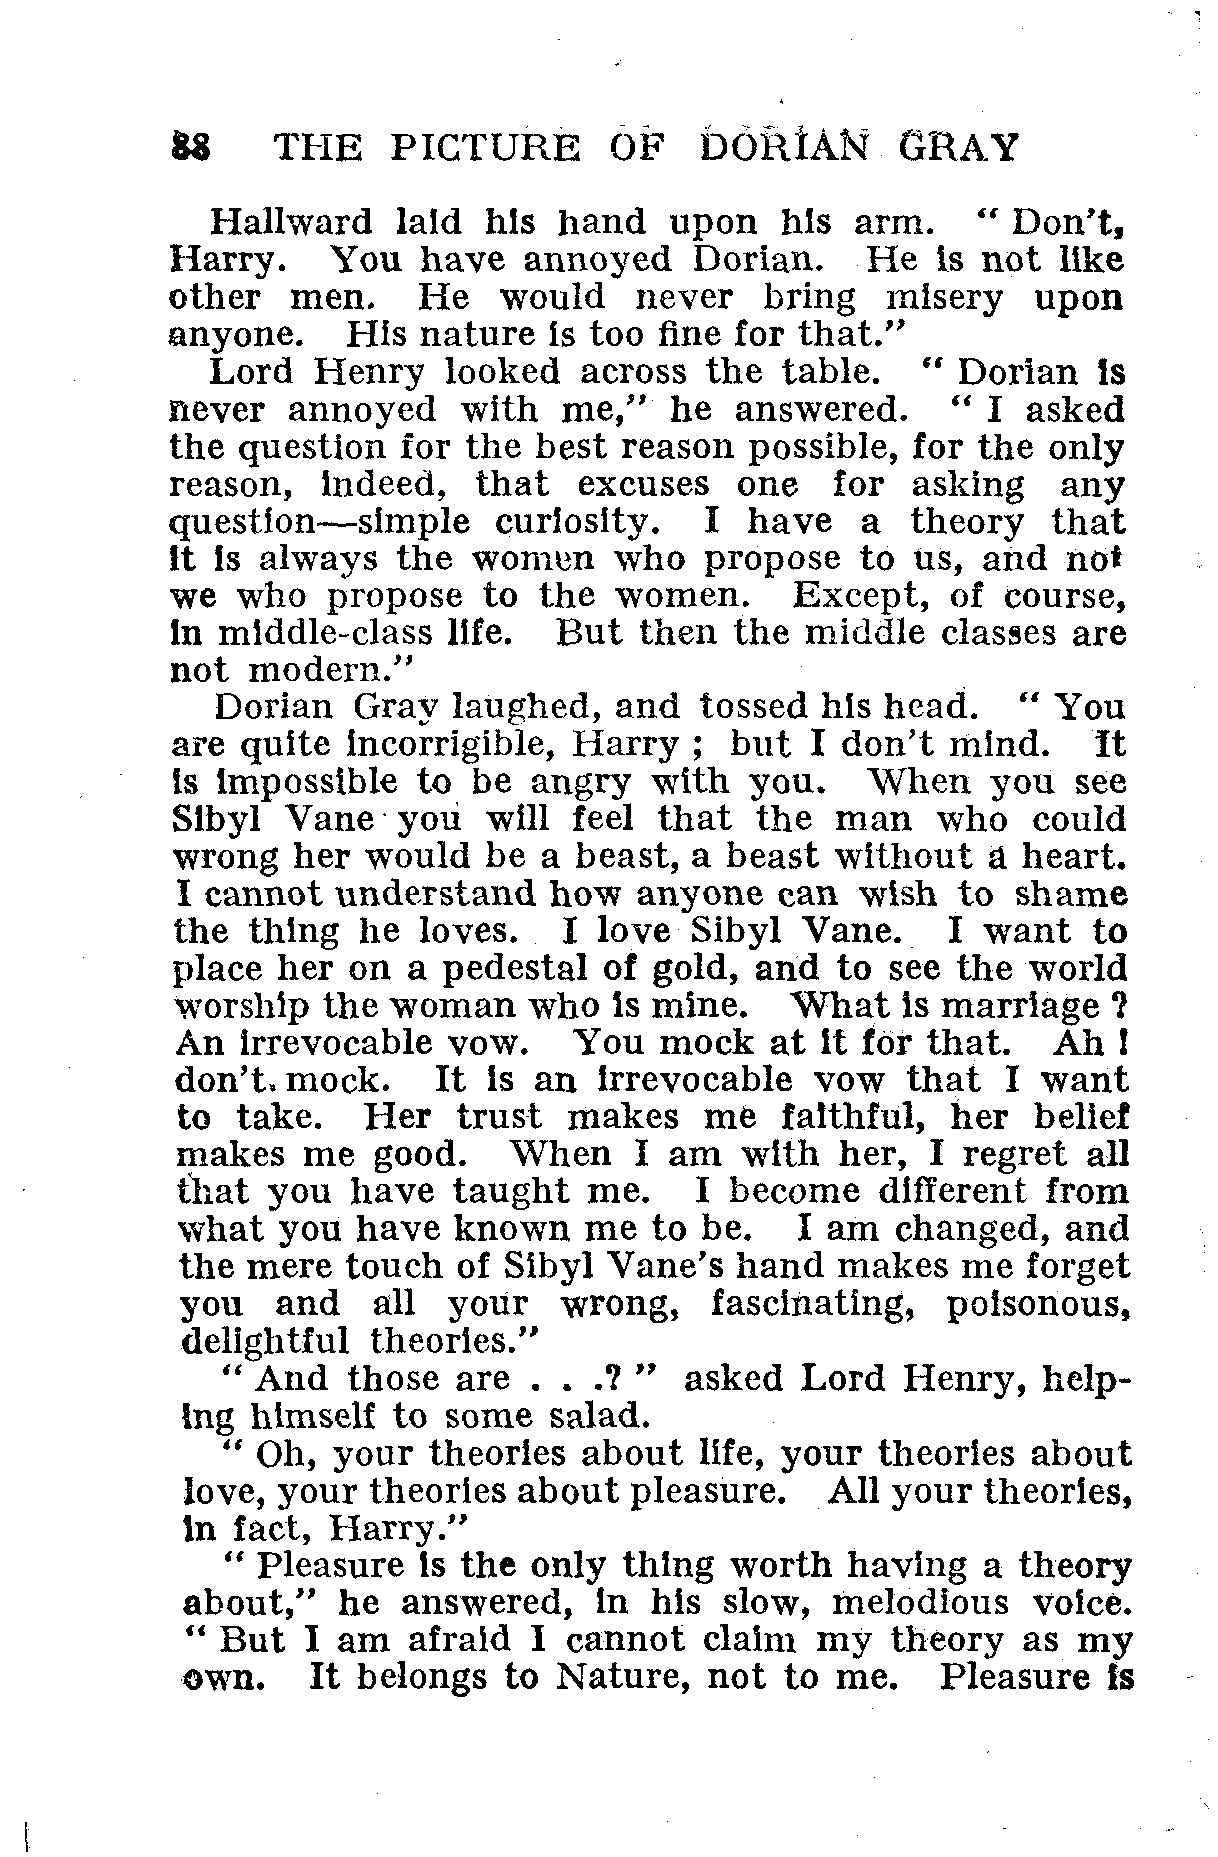 88 THE PICTURE OF DORIAN GRAY
Hallward laid his hand upon his arm. “ Don't,
Harry. You have annoyed Dorian. He is not like
other men. He would never bring misery upon
anyone. His nature is too fine for that.”
Lord Henry looked across the table. “ Dorian is
never annoyed with me,” he answered. “ I asked
the question for the best reason possible, for the only
reason, indeed, that excuses one for asking any
question—simple curiosity. I have a theory that
it is always the women who propose to us, and not
we who propose to the women. Except, of course,
in middle-class life. But then the middle classes are
not modern.”
Dorian Gray laughed, and tossed his head. “ You
are quite incorrigible, Harry ; but I don't mind. It
is impossible to be angry with you. When you see
Sibyl Vane you will feel that the man who could
wrong her would be a beast, a beast without a heart.
I cannot understand how anyone can wish to shame
the thing he loves. I love Sibyl Vane. I want to
place her on a pedestal of gold, and to see the world
worship the woman who is mine. What is marriage ?
An irrevocable vow. You mock at it for that. Ah !
don't mock. It is an irrevocable vow that I want
to take. Her trust makes me faithful, her belief
makes me good. When I am with her, I regret all
that you have taught me. I become different from
what you have known me to be. I am changed, and
the mere touch of Sibyl Vane's hand makes me forget
you and all your wrong, fascinating, poisonous,
delightful theories.”
“ And those are . . .? ” asked Lord Henry, help-
ing himself to some salad.
“ Oh, your theories about life, your theories about
love, your theories about pleasure. All your theories,
in fact, Harry.”
“ Pleasure is the only thing worth having a theory
about,” he answered, in his slow, melodious voice.
“ But I am afraid I cannot claim my theory as my
own. It belongs to Nature, not to me. Pleasure is